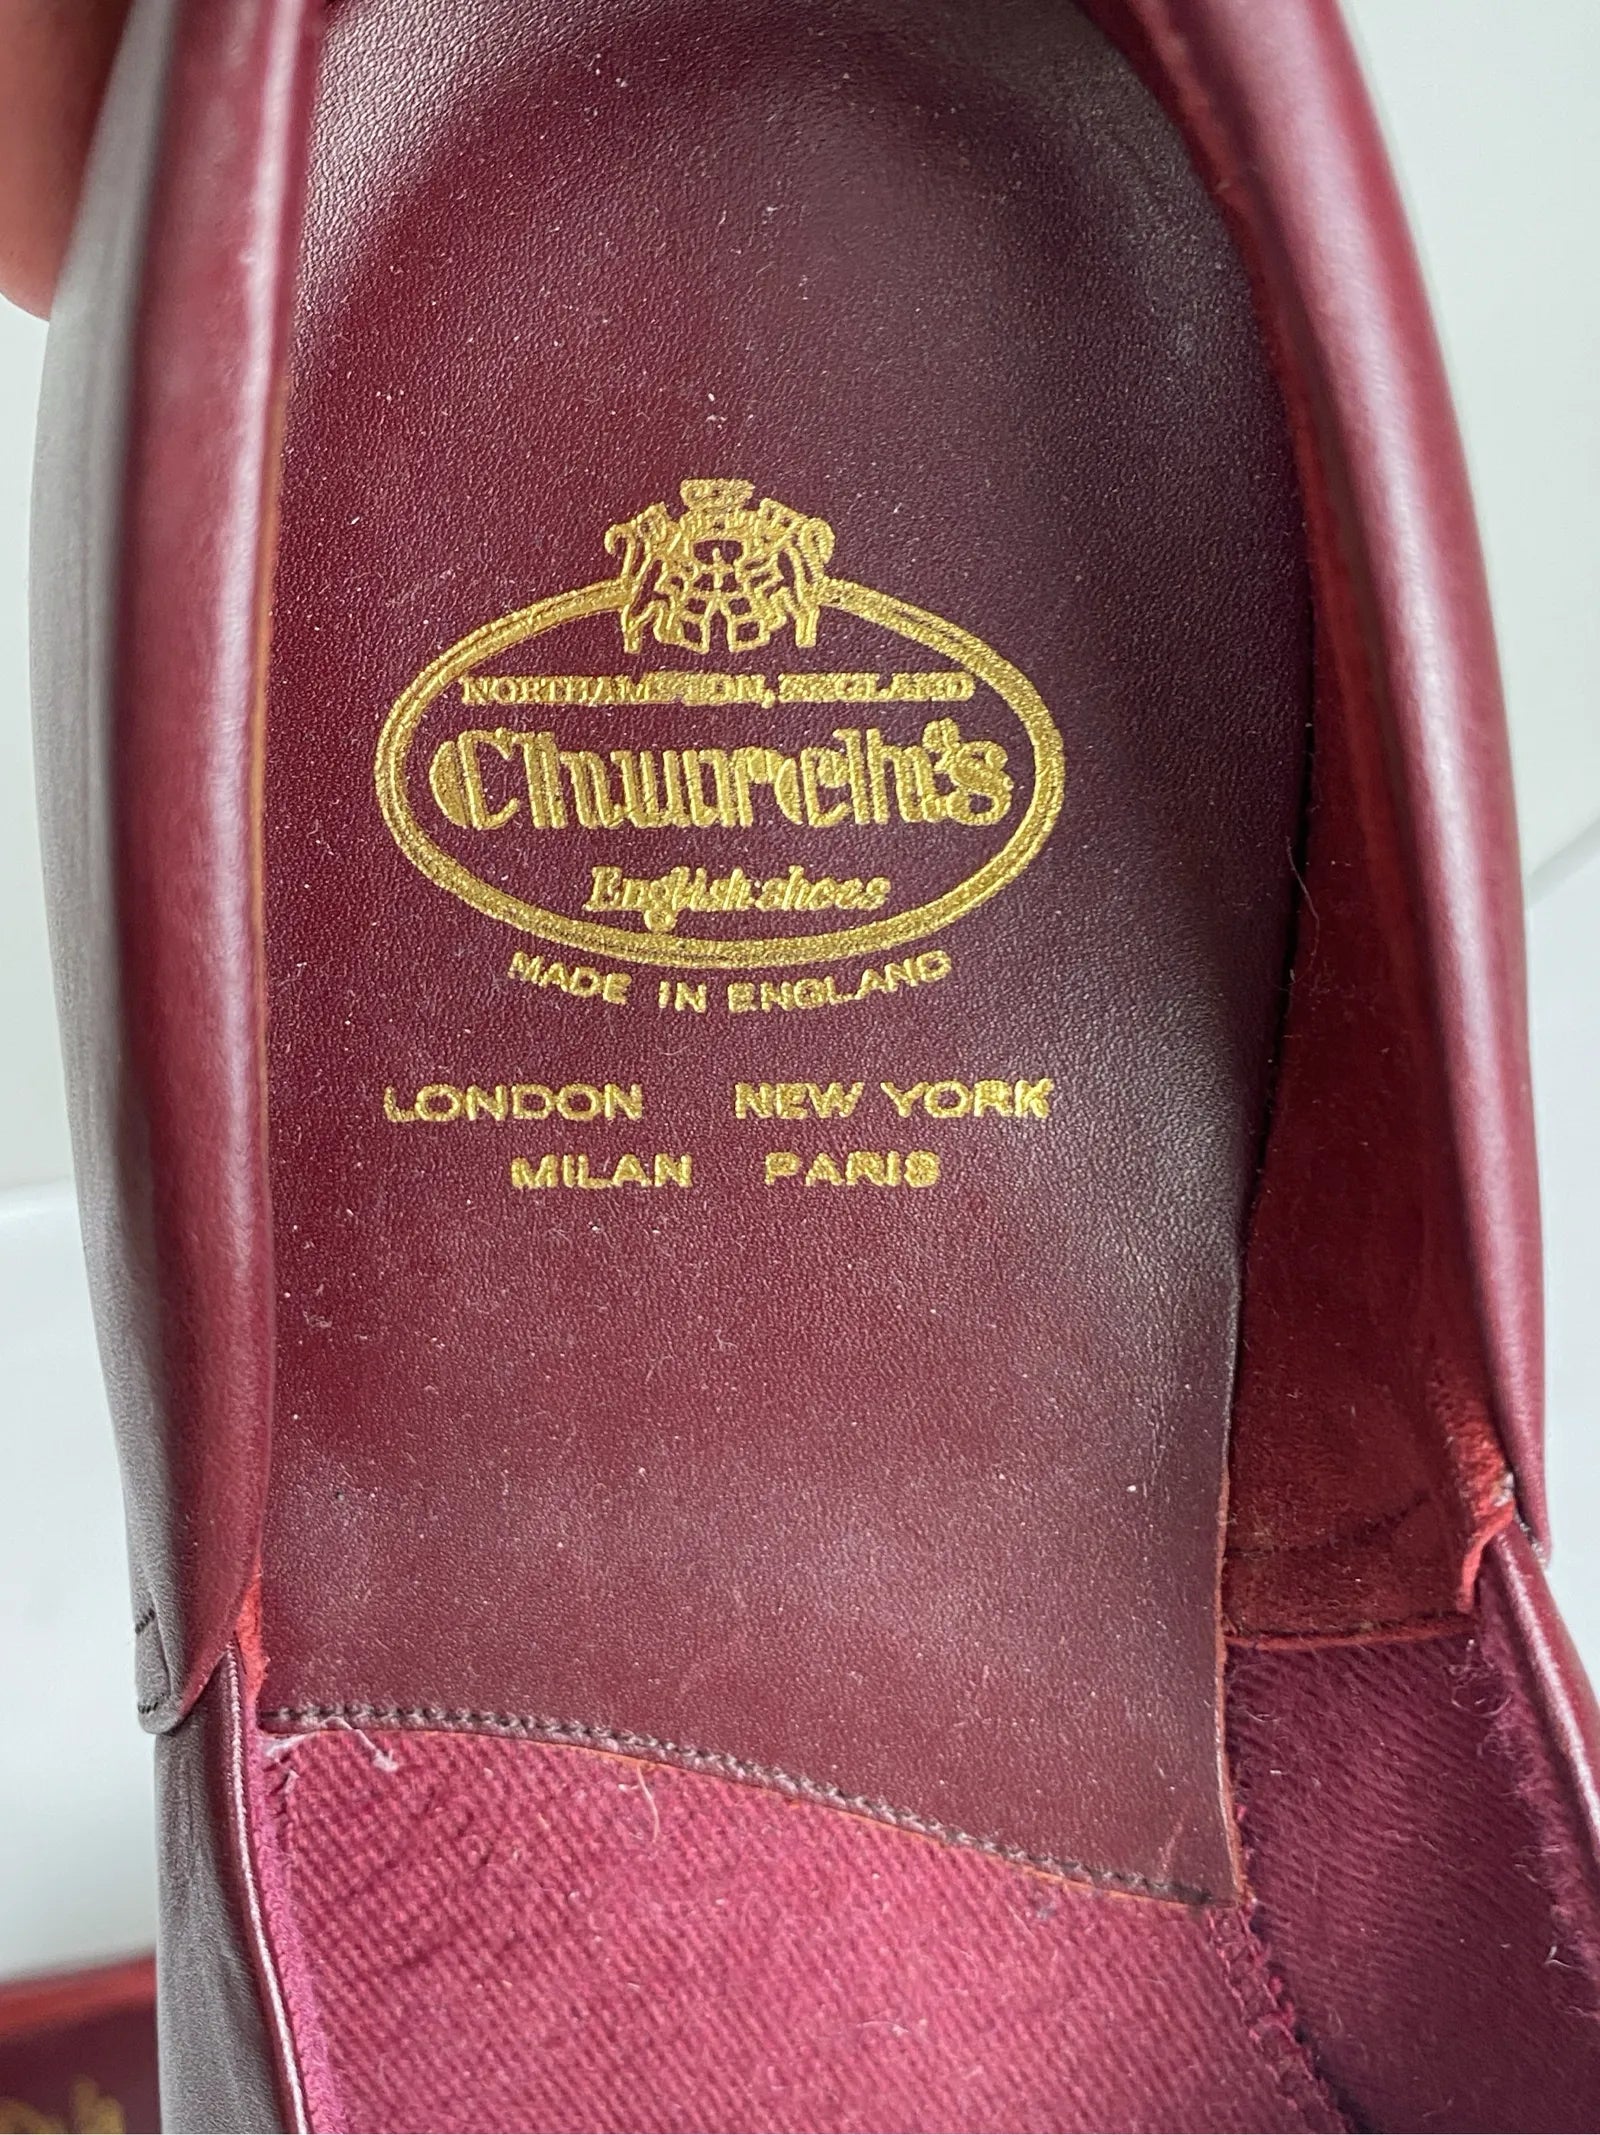 NORTHAMPTON, ENGLAND
Church's
English shoes
MADE IN ENGLAND
LONDON NEW YORK
MILAN PARIS